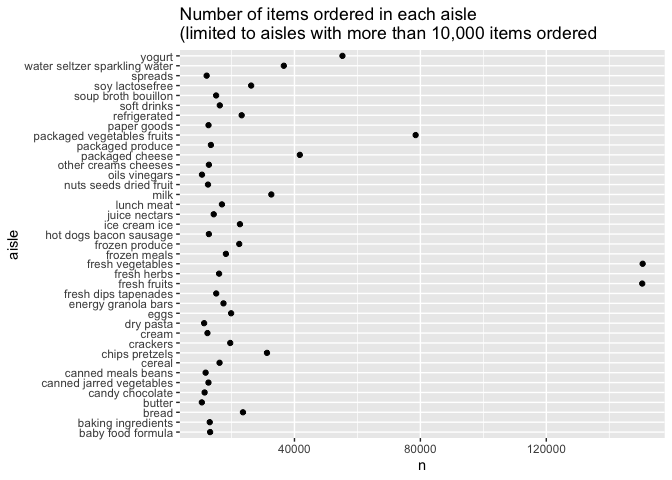 Number of items ordered in each aisle
(limited to aisles with more than 10,000 items ordered
yogurt
water seltzer sparkling water
spreads
soy lactosefree
soup broth bouillon
soft drinks
refrigerated
paper goods
packaged vegetables fruits
packaged produce
packaged cheese
other creams cheeses
oils vinegars
nuts seeds dried fruit
milk
lunch meat
juice nectars
ice cream ice
hot dogs bacon sausage
frozen produce
frozen meals
fresh vegetables
fresh herbs
fresh fruits
fresh dips tapenades
energy granola bars
eggs
dry pasta
cream
crackers
chips pretzels
cereal
canned meals beans
canned jarred vegetables
candy chocolate
butter
bread
baking ingredients
baby food formula
aisle
40000
80000
120000
n